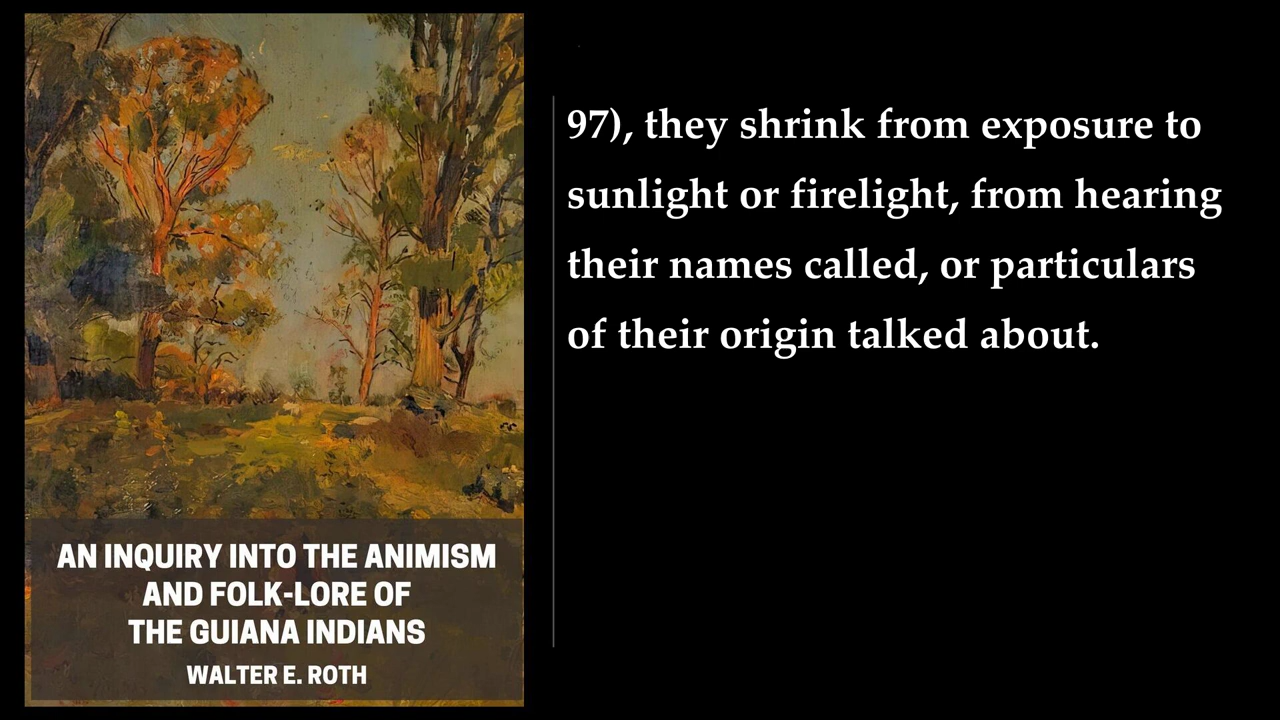 97), they shrink from exposure to
sunlight or firelight, from hearing
their names called, or particulars
of their origin talked about.
AN INQUIRY INTO THE ANIMISM
AND FOLK-LORE OF
THE GUIANA INDIANS
WALTER E. ROTH